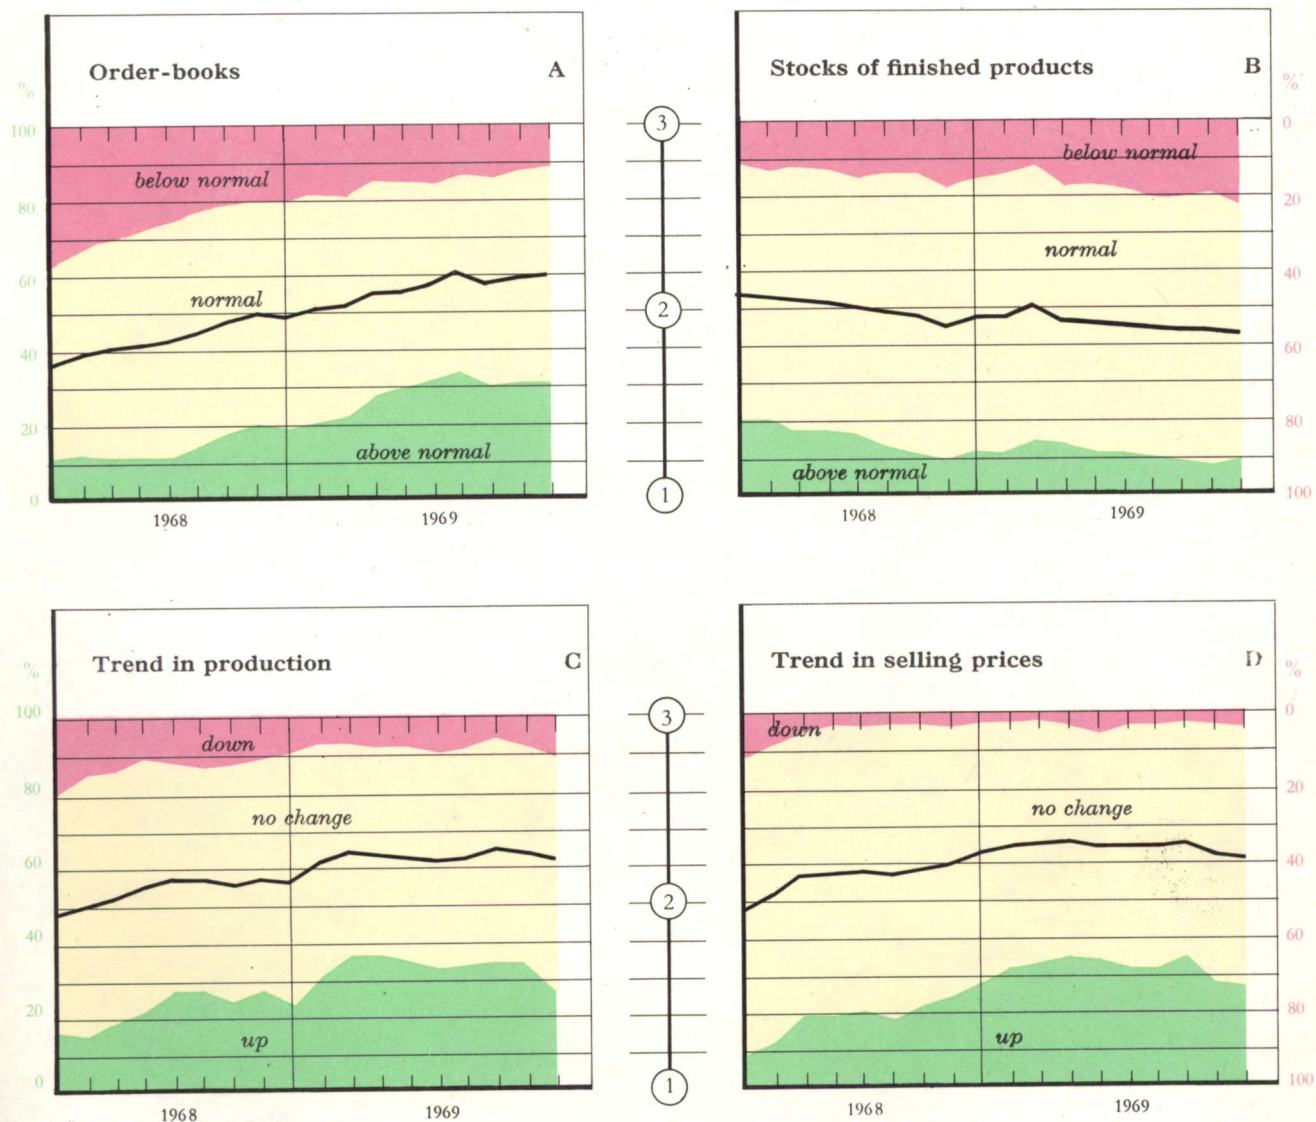 Order-books A
%
100
80
60
40
20
0
below normal
normal
above normal
1968 1969
3
2
1
Stocks of finished products B
%
0
20
40
60
80
100
below normal
normal
above normal
1968 1969
Trend in production C
%
100
80
60
40
20
0
down
no change
up
1968 1969
3
2
1
Trend in selling prices D
%
0
20
40
60
80
100
down
no change
up
1968 1969